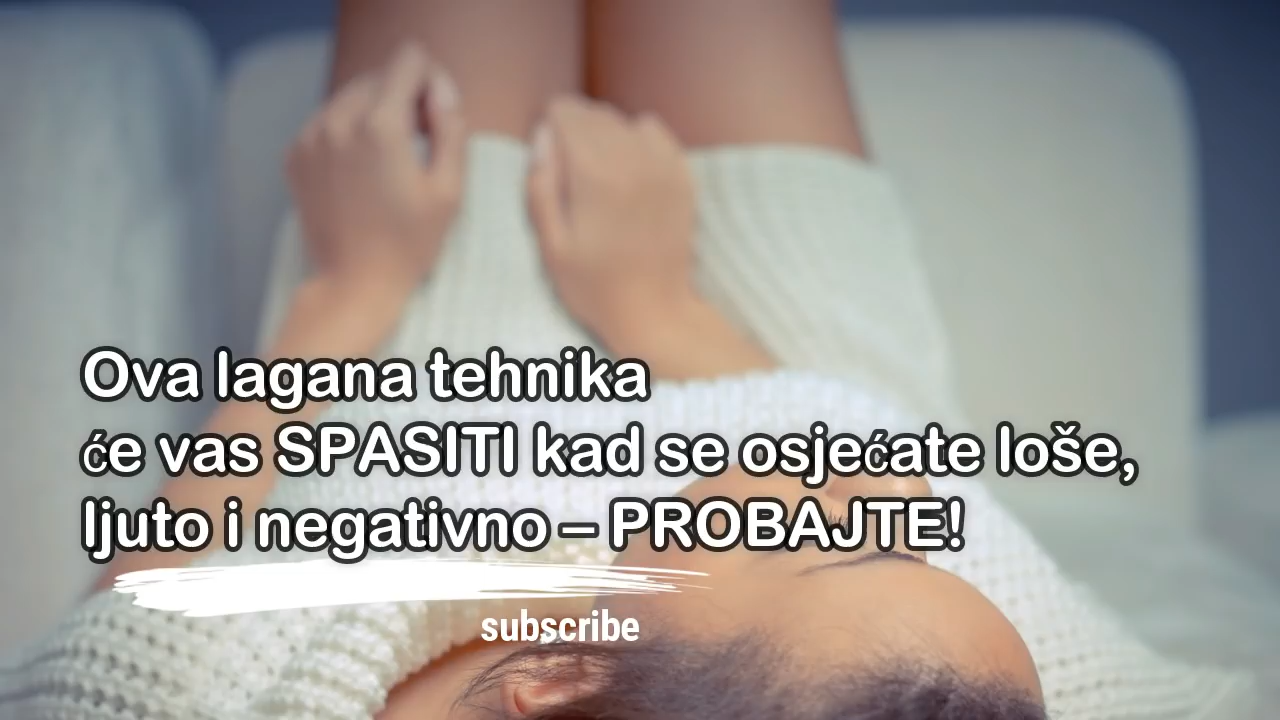 Ova lagana tehnika
će vas SPASITI kad se osjećate loše,
ljuto i negativno – PROBAJTE!
subscribe